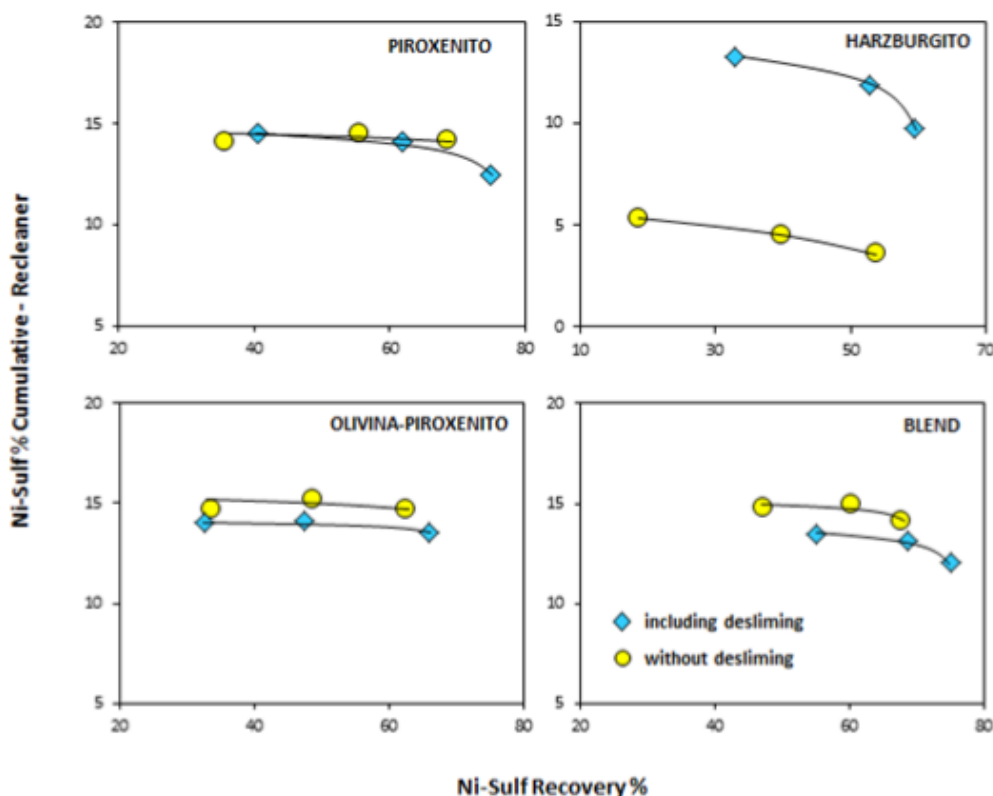 Ni-Sulf % Cumulative - Recleaner
20
15
10
5
PIROXENITO
20 40 60 80
15
10
5
0
HARZBURGITO
10 30 50 70
20
15
10
5
OLIVINA-PIROXENITO
20 40 60 80
20
15
10
5
BLEND
including desliming
without desliming
20 40 60 80
Ni-Sulf Recovery %